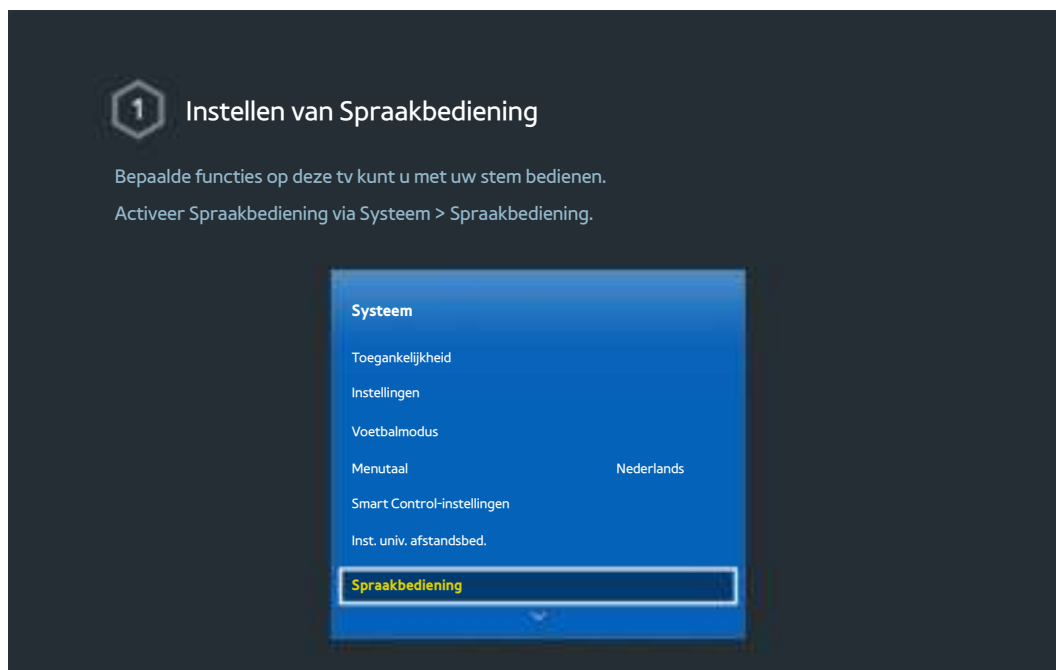 1 Instellen van Spraakbediening
Bepaalde functies op deze tv kunt u met uw stem bedienen.
Activeer Spraakbediening via Systeem > Spraakbediening.
Systeem
Toegankelijkheid
Instellingen
Voetbalmodus
Menutaal Nederlands
Smart Control-instellingen
Inst. univ. afstandsbed.
Spraakbediening